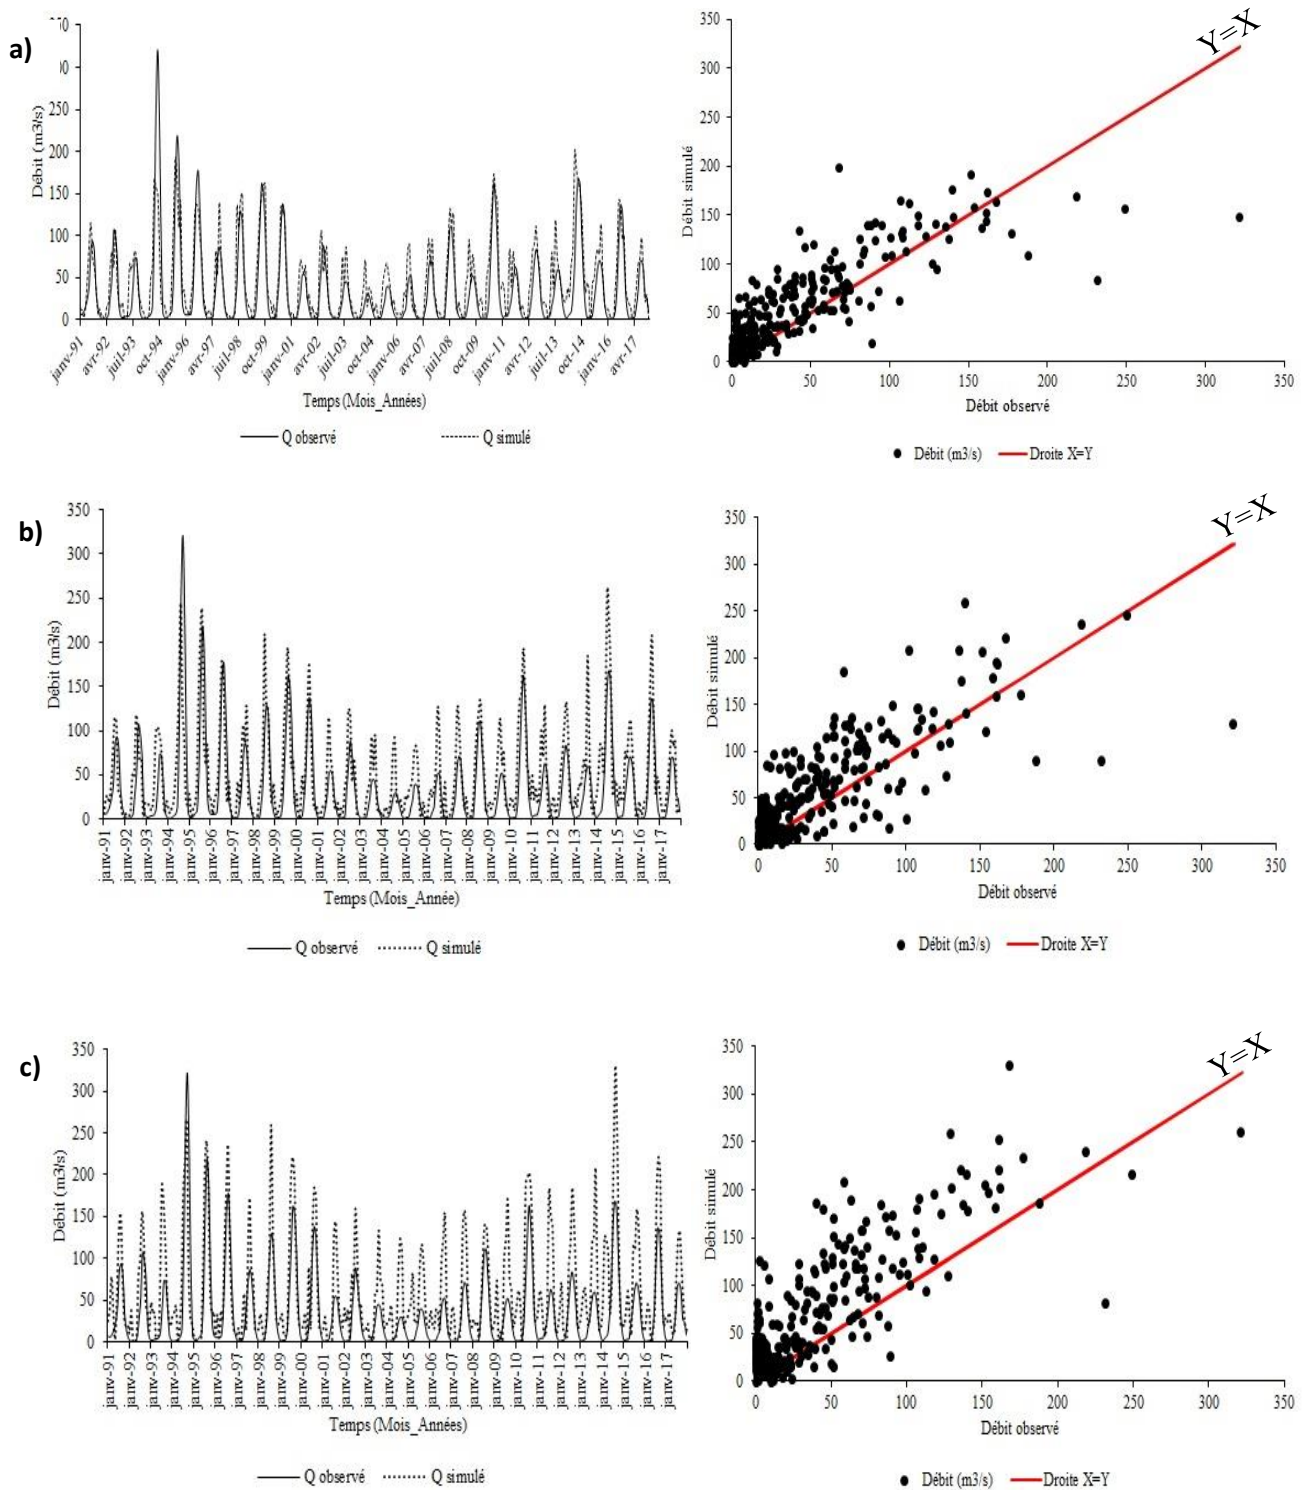 a)
50
350
Y=X
50
300
300
250
250
200
200
150
150
100
100
50
50
0
0
Débit (m3/s)
Débit simulé
janv-91
avr-92
juil-93
oct-94
janv-96
avr-97
juil-98
oct-99
janv-01
avr-02
juil-03
oct-04
janv-06
avr-07
juil-08
oct-09
janv-11
avr-12
juil-13
oct-14
janv-16
avr-17
0 50 100 150 200 250 300 350
Temps (Mois_Années)
Débit observé
Q observé Q simulé
Débit (m3/s) Droite X=Y
b)
350
300
250
200
150
100
50
0
Débit (m3/s)
janv-91
janv-92
janv-93
janv-94
janv-95
janv-96
janv-97
janv-98
janv-99
janv-00
janv-01
janv-02
janv-03
janv-04
janv-05
janv-06
janv-07
janv-08
janv-09
janv-10
janv-11
janv-12
janv-13
janv-14
janv-15
janv-16
janv-17
Temps (Mois_Année)
Q observé Q simulé
Y=X
350
300
250
200
150
100
50
0
Débit simulé
0 50 100 150 200 250 300 350
Débit observé
Débit (m3/s) Droite X=Y
c)
350
300
250
200
150
100
50
0
Débit (m3/s)
janv-91
janv-92
janv-93
janv-94
janv-95
janv-96
janv-97
janv-98
janv-99
janv-00
janv-01
janv-02
janv-03
janv-04
janv-05
janv-06
janv-07
janv-08
janv-09
janv-10
janv-11
janv-12
janv-13
janv-14
janv-15
janv-16
janv-17
Temps (Mois_Années)
Q observé Q simulé
Y=X
350
300
250
200
150
100
50
0
Débit simulé
0 50 100 150 200 250 300 350
Débit observé
Débit (m3/s) Droite X=Y